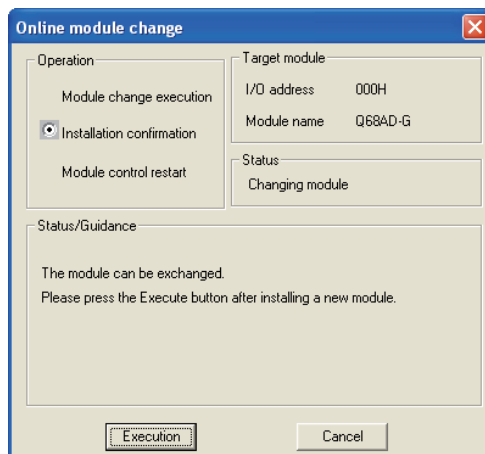 Online module change
Operation
Module change execution
Installation confirmation
Module control restart
Target module
I/O address 000H
Module name Q68AD-G
Status
Changing module
Status/Guidance
The module can be exchanged.
Please press the Execute button after installing a new module.
Execution Cancel